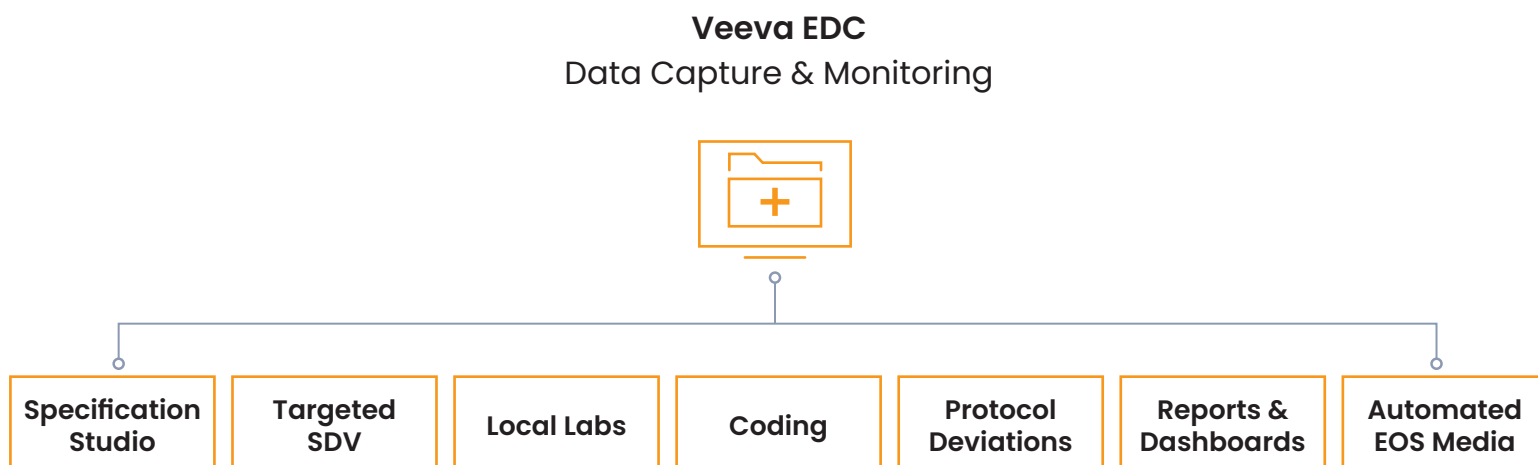 Veeva EDC
Data Capture & Monitoring
Specification
Studio
Targeted
SDV
Local Labs
Coding
Protocol
Deviations
Reports &
Dashboards
Automated
EOS Media